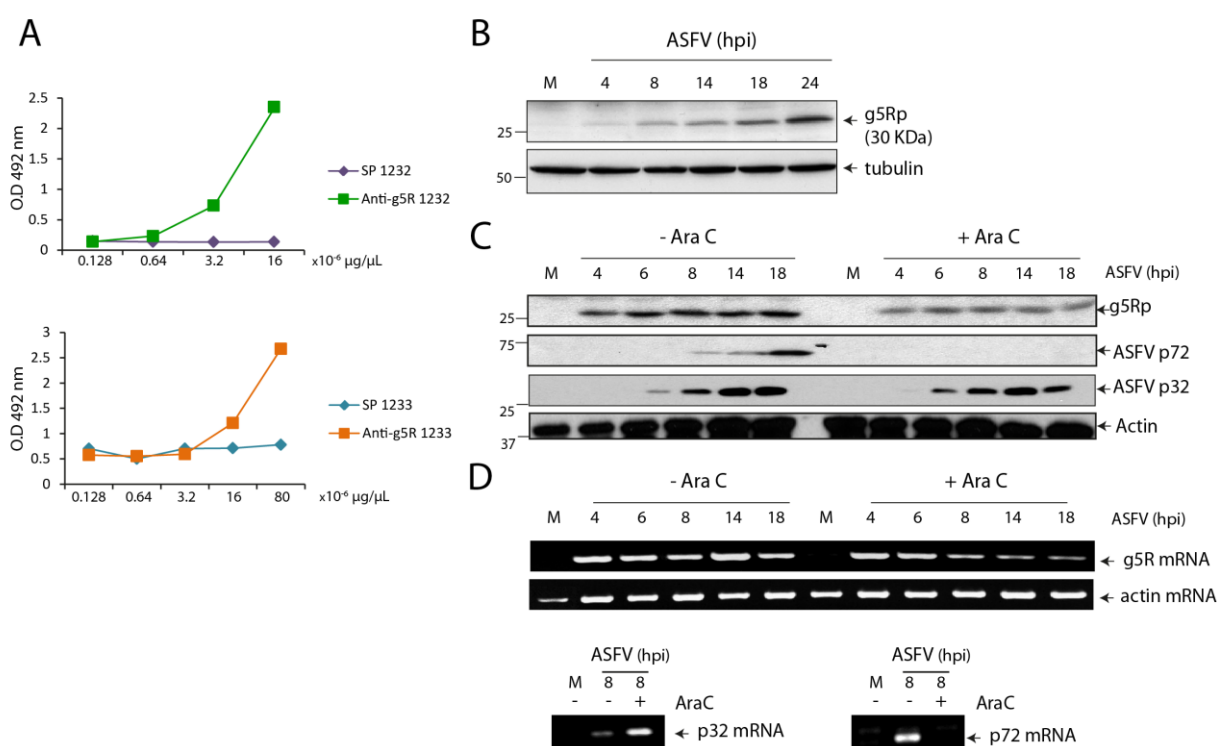 A
2.5
2
1.5
1
0.5
0
O.D 492 nm
0.128 0.64 3.2 16 x10⁻⁶ µg/µL
SP 1232
Anti-g5R 1232
3
2.5
2
1.5
1
0.5
0
O.D 492 nm
0.128 0.64 3.2 16 80 x10⁻⁶ µg/µL
SP 1233
Anti-g5R 1233
B
ASFV (hpi)
M 4 8 14 18 24
g5Rp
(30 KDa)
25
tubulin
50
C
- Ara C + Ara C
M 4 6 8 14 18 M 4 6 8 14 18 ASFV (hpi)
g5Rp
25
75
ASFV p72
ASFV p32
25
Actin
37
D
- Ara C + Ara C
M 4 6 8 14 18 M 4 6 8 14 18 ASFV (hpi)
g5R mRNA
actin mRNA
ASFV (hpi)
M 8 8
- - + AraC
p32 mRNA
ASFV (hpi)
M 8 8
- - + AraC
p72 mRNA